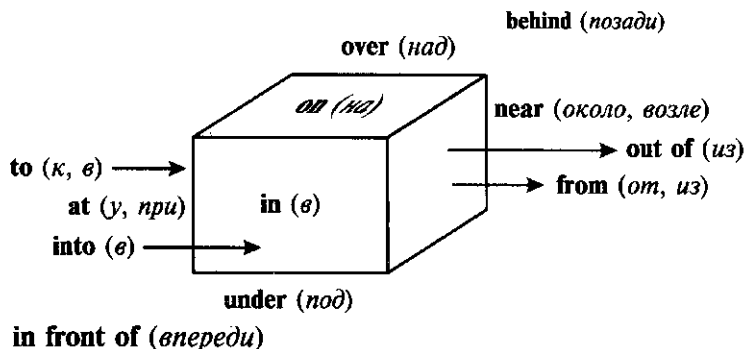 behind (позади)
over (над)
on (на)
near (около, возле)
to (к, в)
out of (из)
from (от, из)
at (у, при)
in (в)
into (в)
under (под)
in front of (впереди)